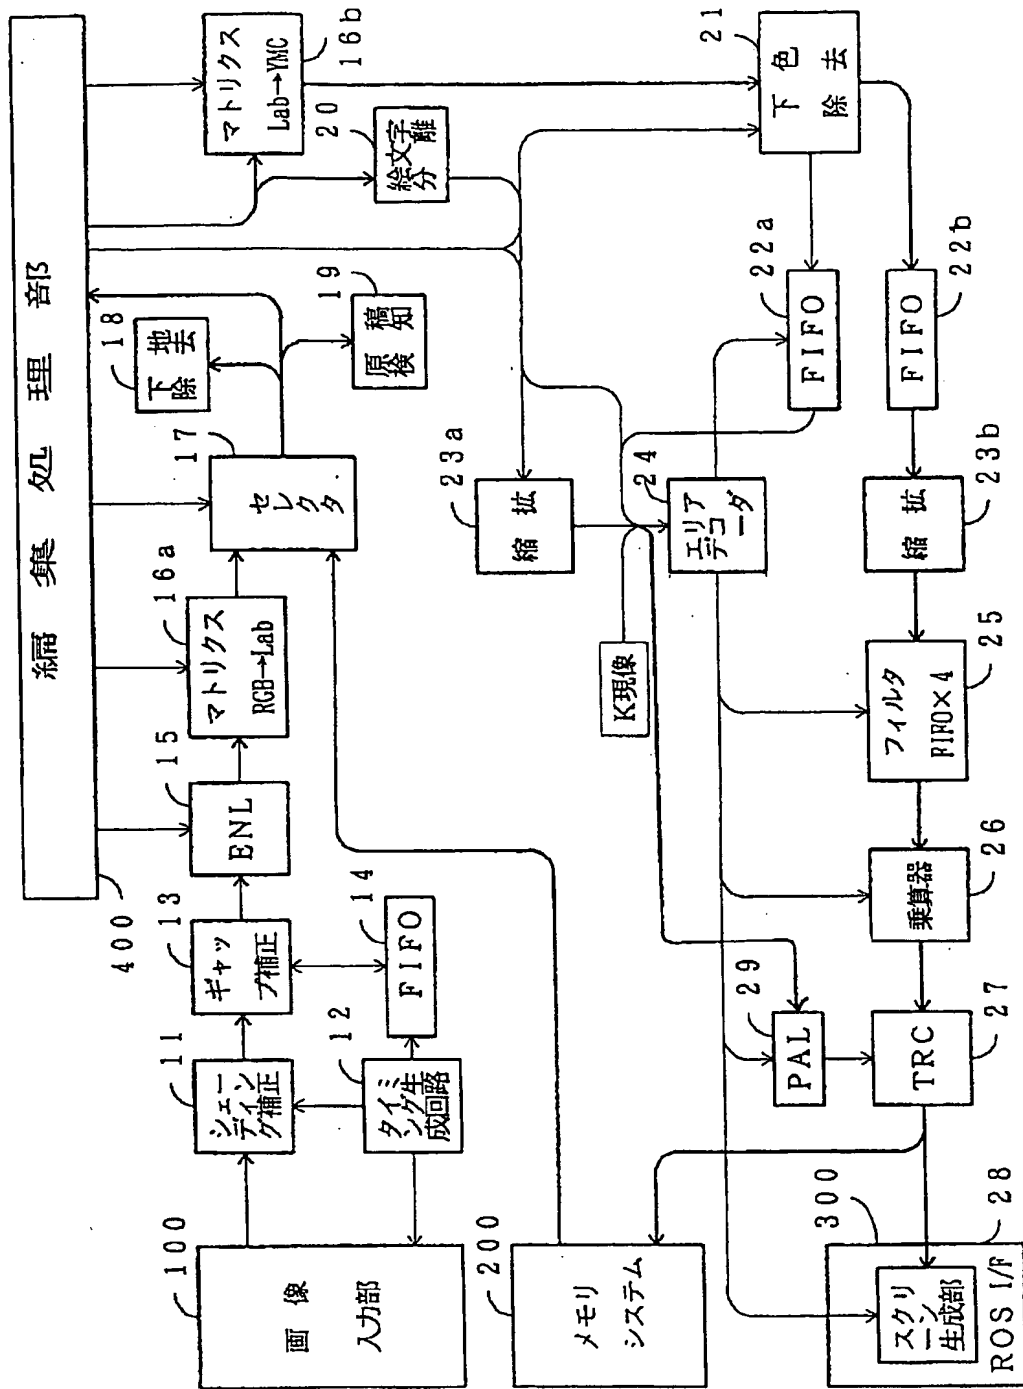 編集処理部
400
100
画像
入力部
11
シェー
ディン
グ補正
12
タイミ
ング生
成回路
13
ギャッ
プ補正
14
FIFO
15
ENL
16a
マトリクス
RGB→Lab
17
セレ
クタ
18
下地
除去
19
原稿
検知
16b
マトリクス
Lab→YMC
20
絵文字
分離
200
メモリ
システム
23a
縮拡
K現像
24
エリア
デコ
ーダ
22a
FIFO
21
下色
除去
22b
FIFO
23b
縮拡
25
フィルタ
FIFO×4
26
乗算器
29
PAL
27
TRC
300
28
スクリ
ーン
生成部
ROS I/F